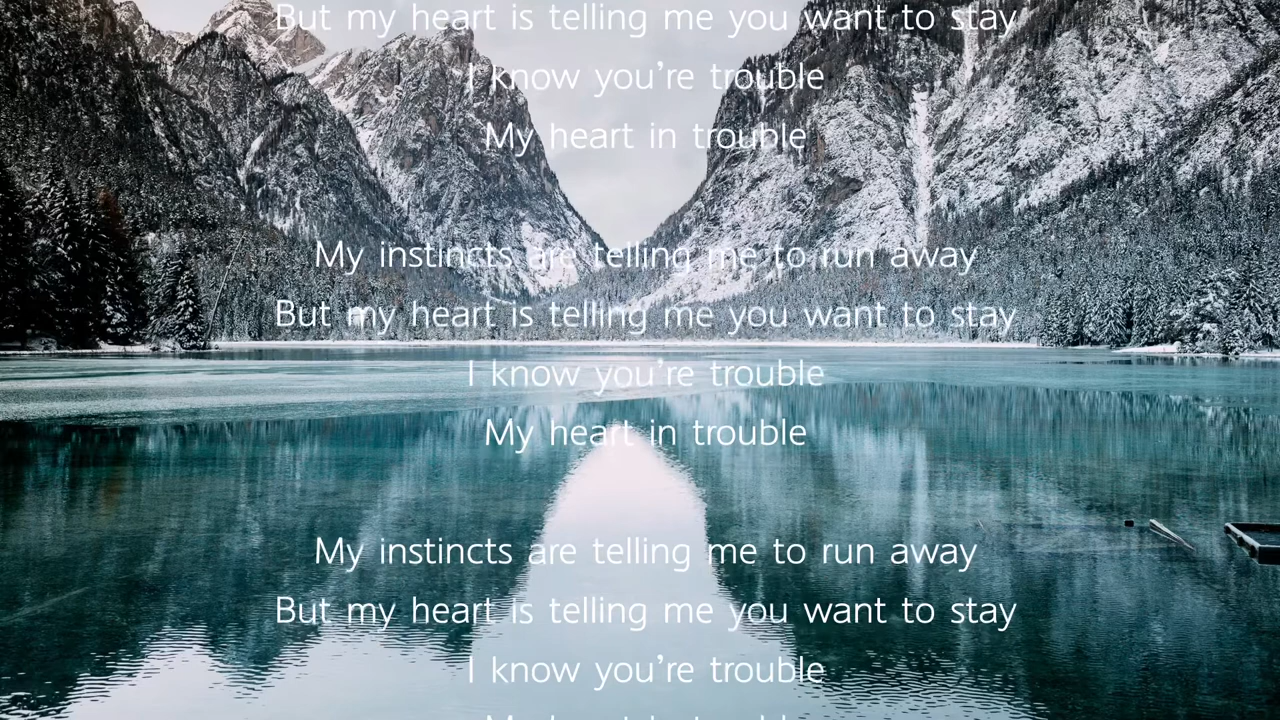 But my heart is telling me you want to stay
I know you're trouble
My heart in trouble
My instincts are telling me to run away
But my heart is telling me you want to stay
I know you're trouble
My heart in trouble
My instincts are telling me to run away
But my heart is telling me you want to stay
I know you're trouble